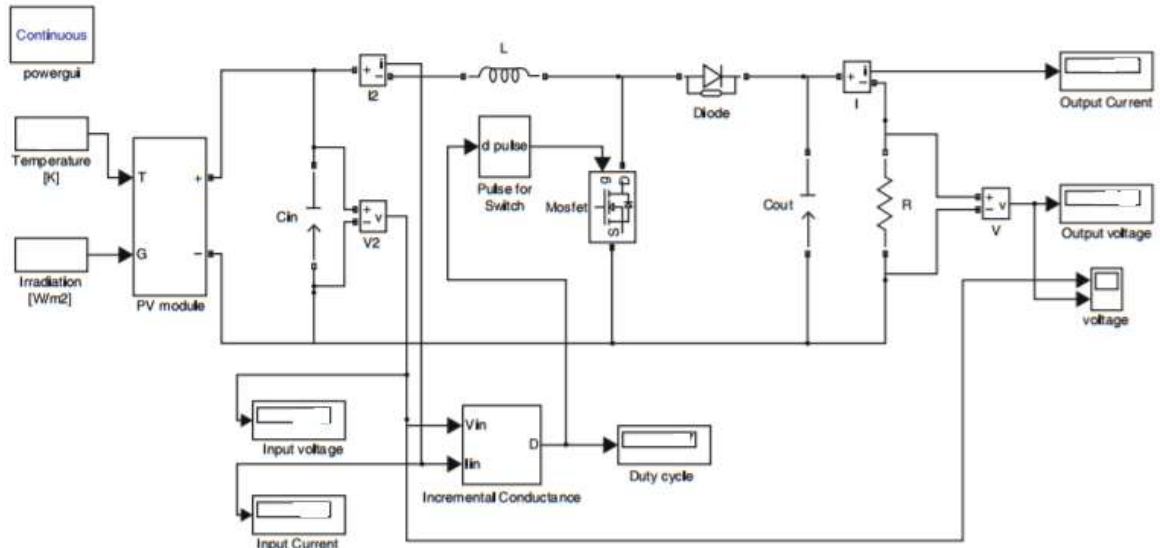 Continuous
powergui
Temperature
[K]
Irradiation
[W/m2]
T
G
+
−
PV module
Cin
+
−
v
V2
+
−
i
I2
L
d pulse
Pulse for
Switch
g
D
S
Mosfet
Diode
Cout
+
−
i
I
R
+
−
v
V
Output Current
Output voltage
voltage
Input voltage
Input Current
Vin
Iin
D
Incremental Conductance
Duty cycle